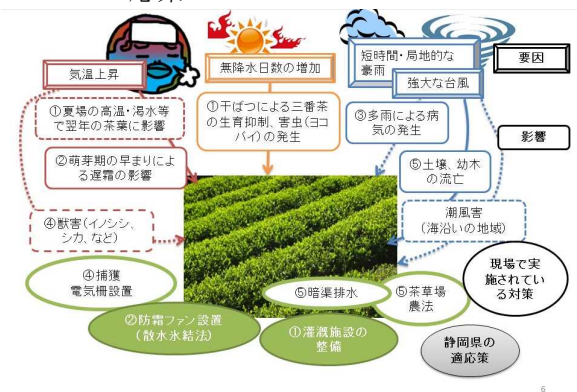 気温上昇
無降水日数の増加
短時間・局地的な
豪雨
強大な台風
要因
①夏場の高温・渇水等
で翌年の茶葉に影響
①干ばつによる三番茶
の生育抑制、害虫(ヨコ
バイ)の発生
③多雨による病
気の発生
影響
②萌芽期の早まりによ
る遅霜の影響
⑤土壌、幼木
の流亡
④獣害(イノシシ、
シカ、など)
潮風害
(海沿いの地域)
④捕獲
電気柵設置
⑤暗渠排水
⑤茶草場
農法
現場で実
施されてい
る対策
②防霜ファン設置
(散水氷結法)
①灌漑施設の
整備
静岡県の
適応策
6